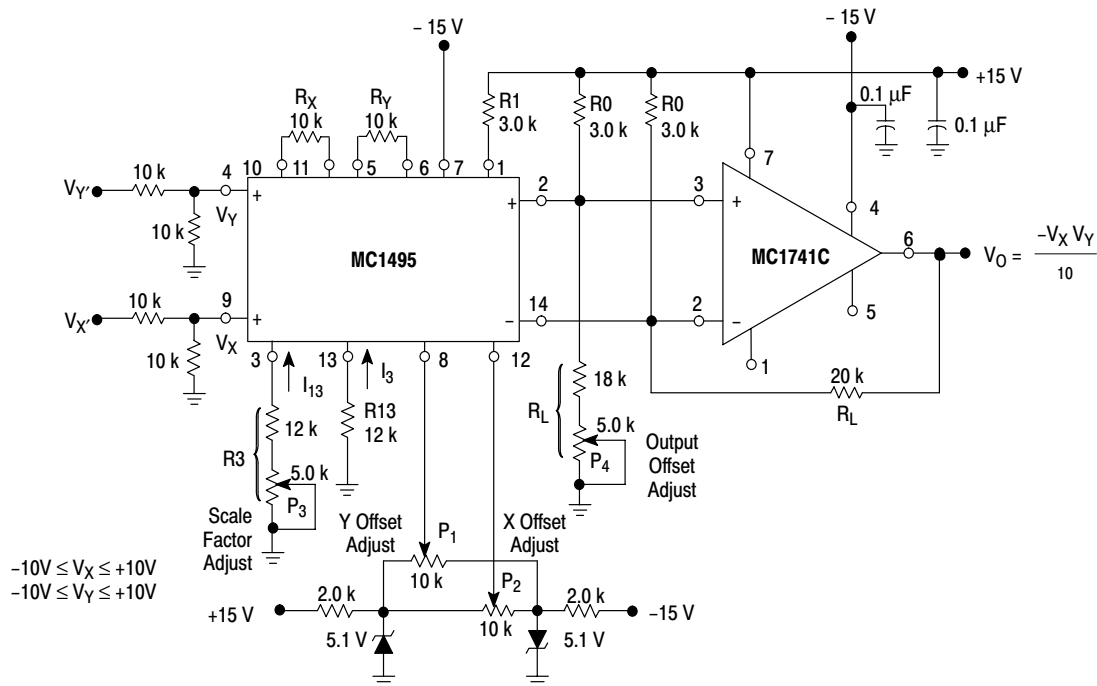 – 15 V
– 15 V
+15 V
R_X
10 k
R_Y
10 k
R1
3.0 k
R0
3.0 k
R0
3.0 k
0.1 μF
0.1 μF
10 11 5 6 7 1
V_Y'
10 k
4
+
V_Y
10 k
MC1495
+
2
3
+
7
4
MC1741C
6
V_O = –V_X V_Y / 10
5
V_X'
10 k
9
+
V_X
10 k
–
14
2
–
1
3
I_13
13
I_3
8
12
20 k
R_L
R3
12 k
5.0 k
P_3
R13
12 k
R_L
18 k
5.0 k
P_4
Output
Offset
Adjust
Scale
Factor
Adjust
Y Offset
Adjust
P_1
10 k
X Offset
Adjust
P_2
10 k
–10V ≤ V_X ≤ +10V
–10V ≤ V_Y ≤ +10V
+15 V
2.0 k
2.0 k
–15 V
5.1 V
5.1 V